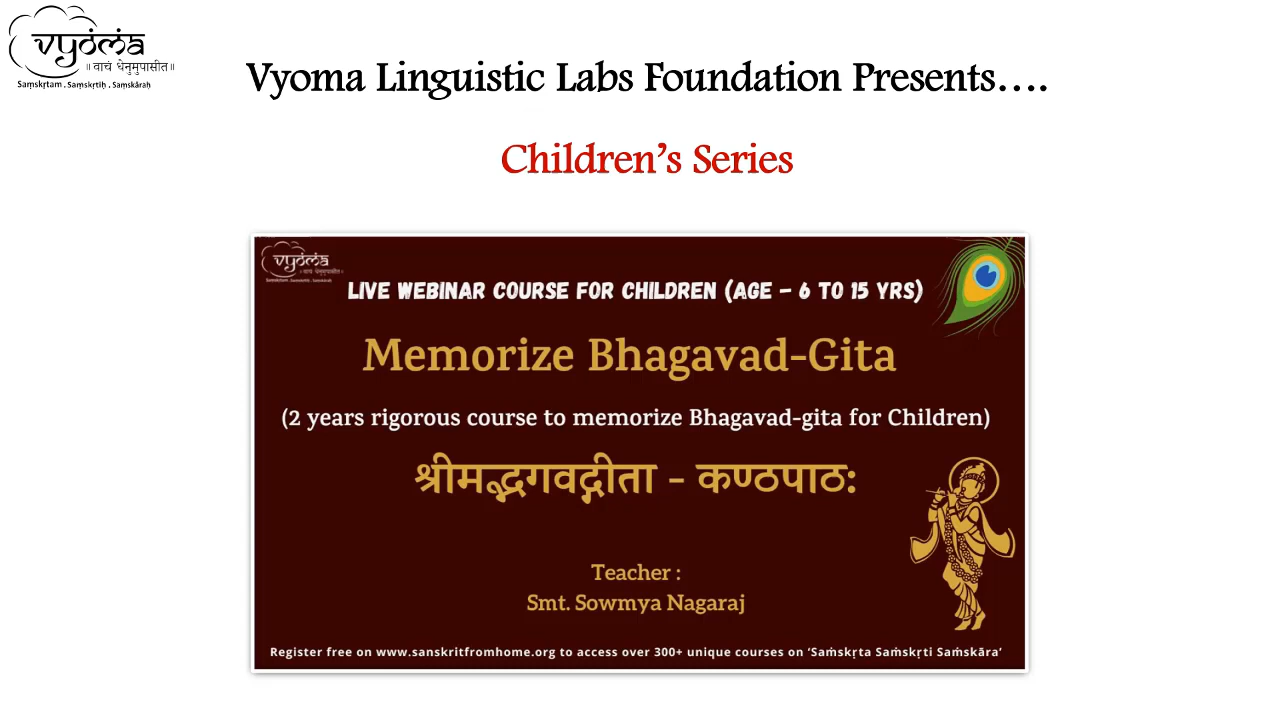 vyoma
॥ वाचं धेनुमुपासीत ॥
Saṃskṛtam . Saṃskṛtiḥ . Saṃskāraḥ
Vyoma Linguistic Labs Foundation Presents....
Children's Series
vyoma
LIVE WEBINAR COURSE FOR CHILDREN (AGE – 6 TO 15 YRS)
Memorize Bhagavad-Gita
(2 years rigorous course to memorize Bhagavad-gita for Children)
श्रीमद्भगवद्गीता - कण्ठपाठः
Teacher :
Smt. Sowmya Nagaraj
Register free on www.sanskritfromhome.org to access over 300+ unique courses on ‘Saṁskṛta Saṁskṛti Saṁskāra’